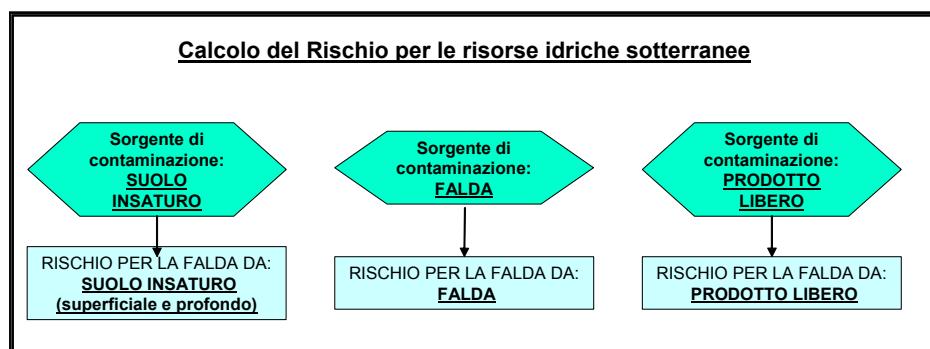 Calcolo del Rischio per le risorse idriche sotterranee
Sorgente di
contaminazione:
SUOLO
INSATURO
Sorgente di
contaminazione:
FALDA
Sorgente di
contaminazione:
PRODOTTO
LIBERO
RISCHIO PER LA FALDA DA:
SUOLO INSATURO
(superficiale e profondo)
RISCHIO PER LA FALDA DA:
FALDA
RISCHIO PER LA FALDA DA:
PRODOTTO LIBERO